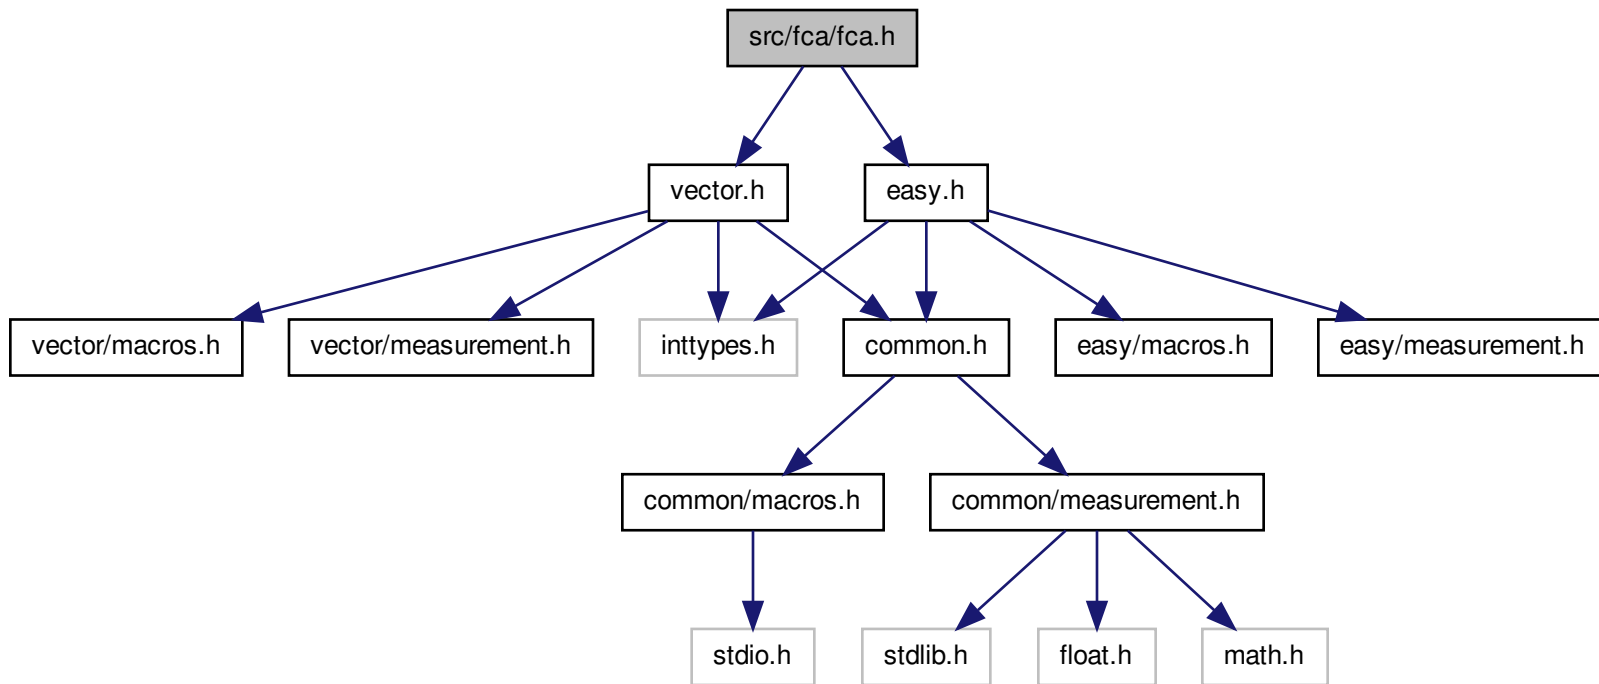 src/fca/fca.h
vector.h
easy.h
vector/macros.h
vector/measurement.h
inttypes.h
common.h
easy/macros.h
easy/measurement.h
common/macros.h
common/measurement.h
stdio.h
stdlib.h
float.h
math.h